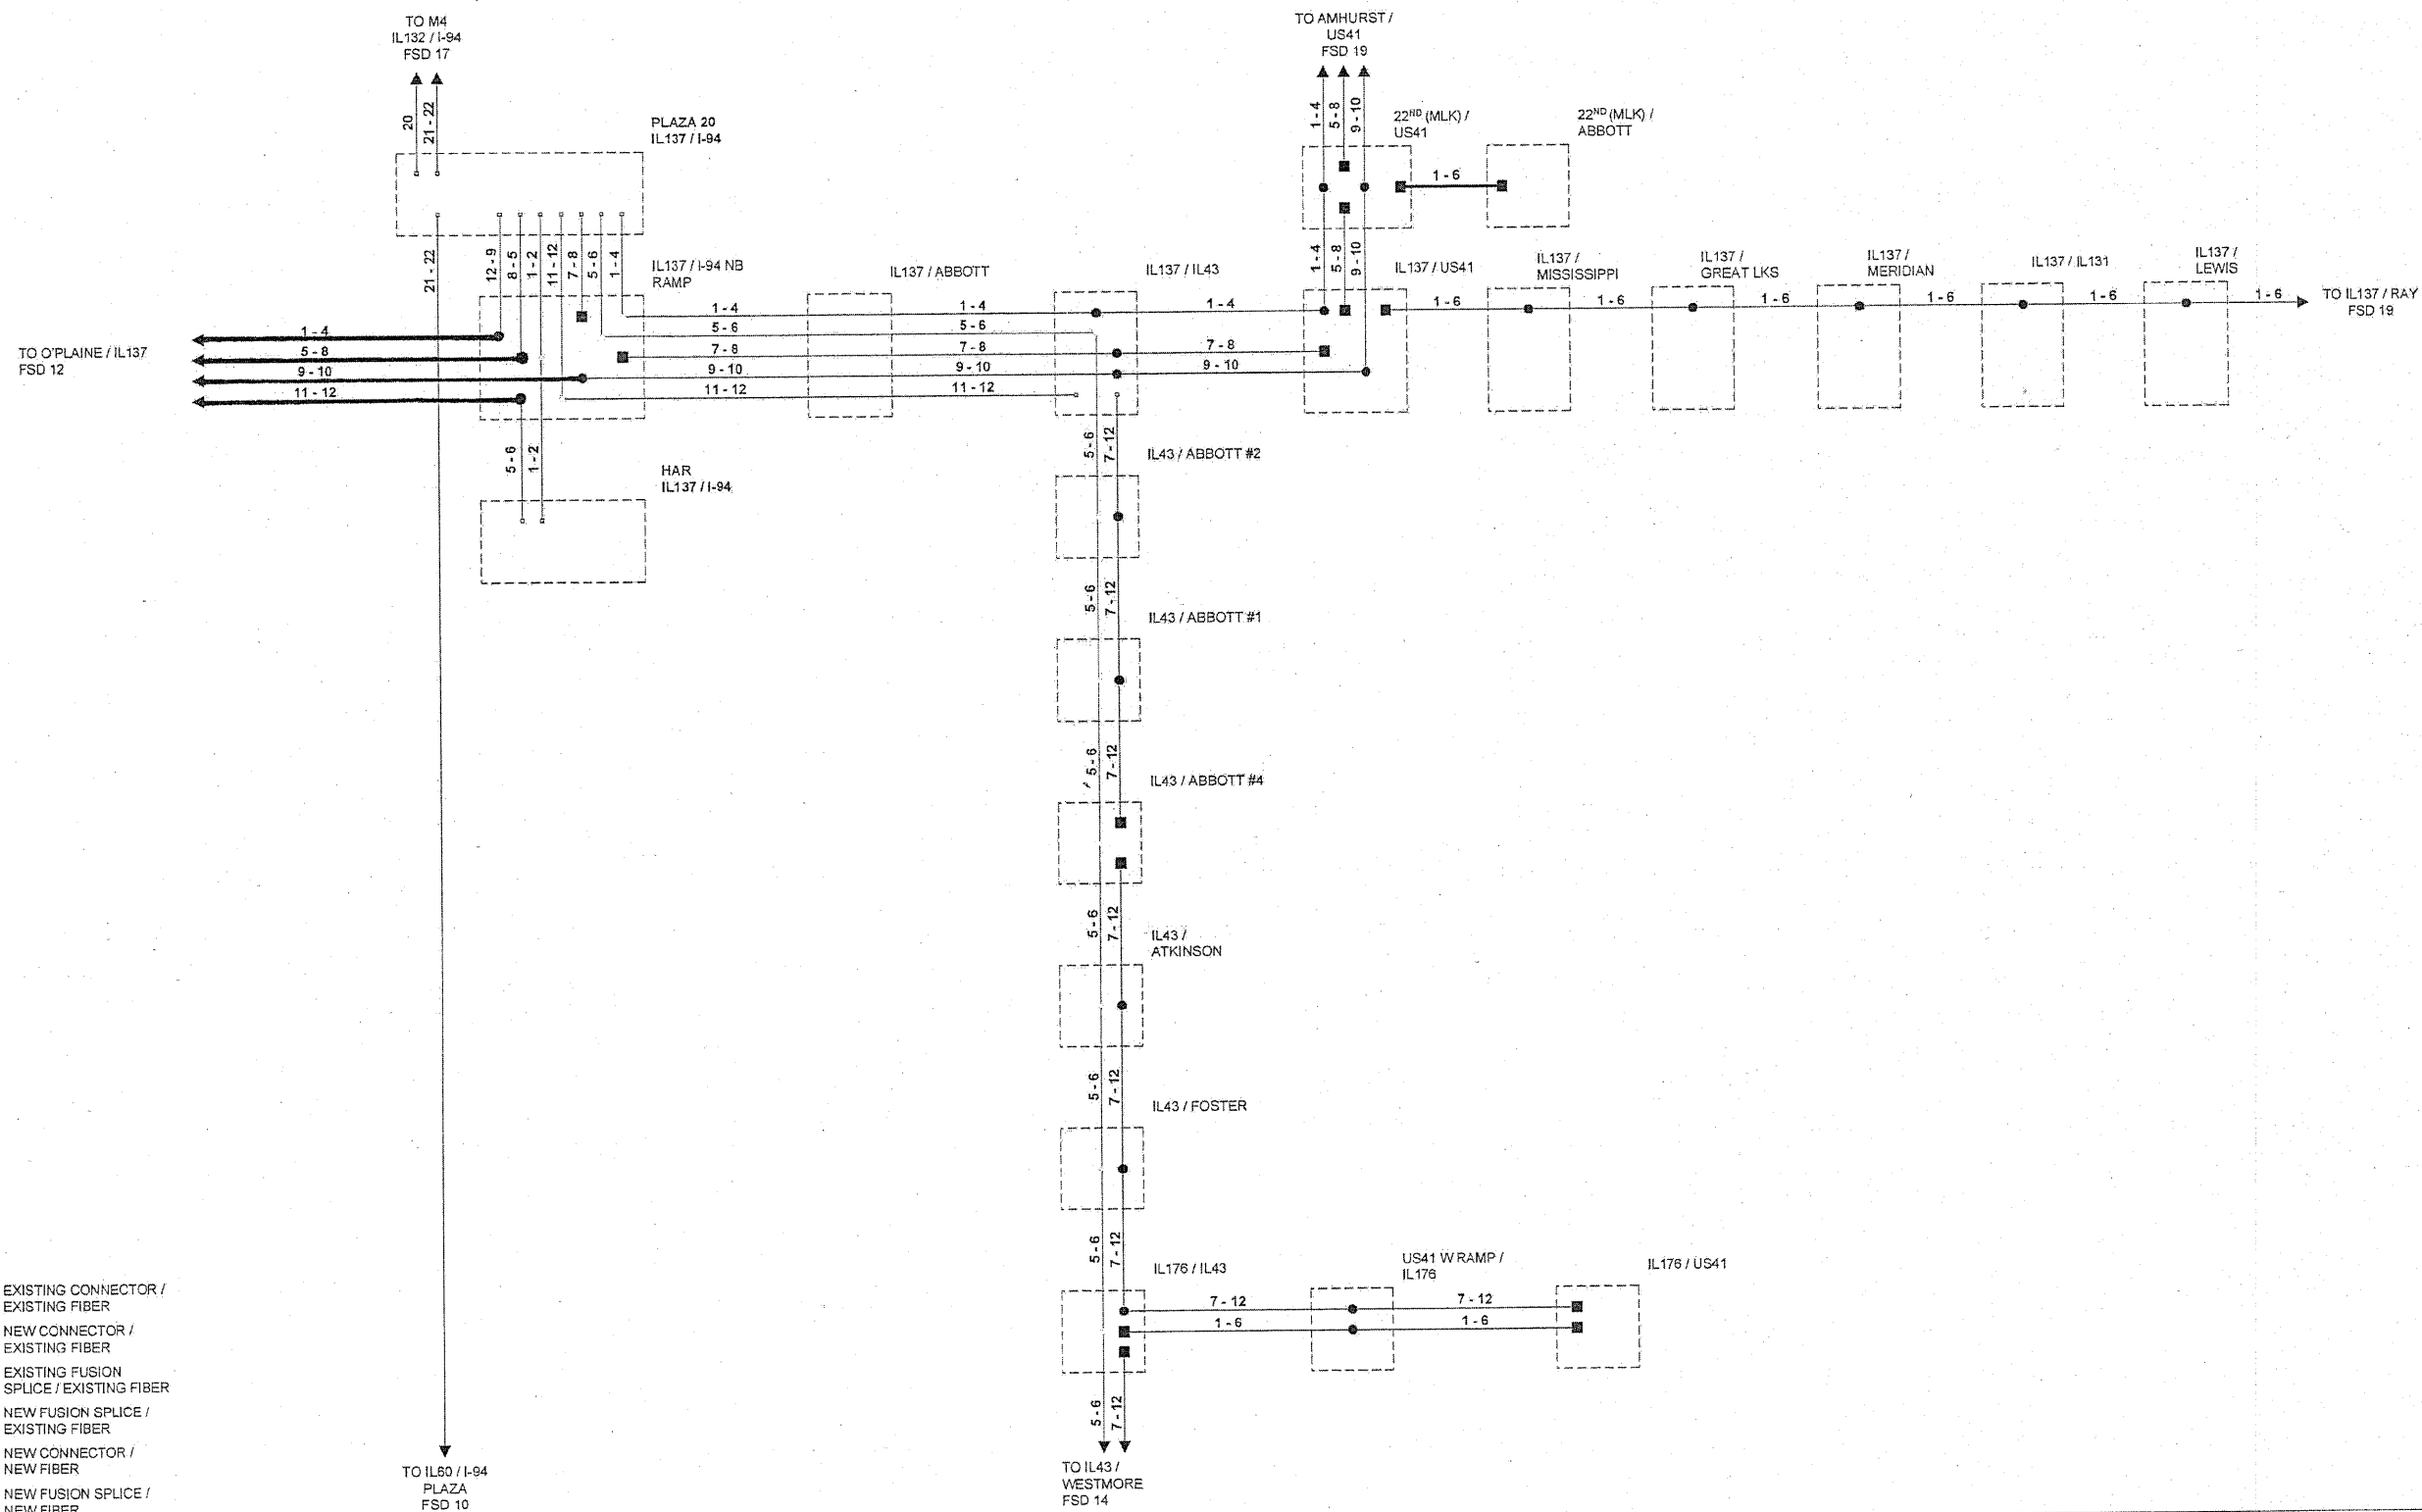 TO M4
IL132 / I-94
FSD 17
TO AMHURST /
US41
FSD 19
20
21 - 22
1 - 4
5 - 8
9 - 10
PLAZA 20
IL137 / I-94
22ND (MLK) /
US41
22ND (MLK) /
ABBOTT
1 - 6
21 - 22
12 - 9
8 - 5
1 - 2
11 - 12
7 - 8
5 - 6
1 - 4
1 - 4
5 - 8
9 - 10
IL137 / I-94 NB
RAMP
IL137 / ABBOTT
IL137 / IL43
IL137 / US41
IL137 /
MISSISSIPPI
IL137 /
GREAT LKS
IL137 /
MERIDIAN
IL137 / IL131
IL137 /
LEWIS
1 - 6
1 - 6
1 - 6
1 - 6
1 - 6
1 - 6
TO IL137 / RAY
FSD 19
1 - 4
1 - 4
1 - 4
5 - 6
5 - 6
7 - 8
7 - 8
7 - 8
9 - 10
9 - 10
9 - 10
11 - 12
11 - 12
TO O'PLAINE / IL137
FSD 12
1 - 4
5 - 8
9 - 10
11 - 12
5 - 6
1 - 2
HAR
IL137 / I-94
5 - 6
7 - 12
IL43 / ABBOTT #2
5 - 6
7 - 12
IL43 / ABBOTT #1
5 - 6
7 - 12
IL43 / ABBOTT #4
5 - 6
7 - 12
IL43 /
ATKINSON
5 - 6
7 - 12
IL43 / FOSTER
5 - 6
7 - 12
IL176 / IL43
US41 W RAMP /
IL176
IL176 / US41
7 - 12
7 - 12
1 - 6
1 - 6
5 - 6
7 - 12
TO IL43 /
WESTMORE
FSD 14
TO IL60 / I-94
PLAZA
FSD 10
EXISTING CONNECTOR /
EXISTING FIBER
NEW CONNECTOR /
EXISTING FIBER
EXISTING FUSION
SPLICE / EXISTING FIBER
NEW FUSION SPLICE /
EXISTING FIBER
NEW CONNECTOR /
NEW FIBER
NEW FUSION SPLICE /
NEW FIBER